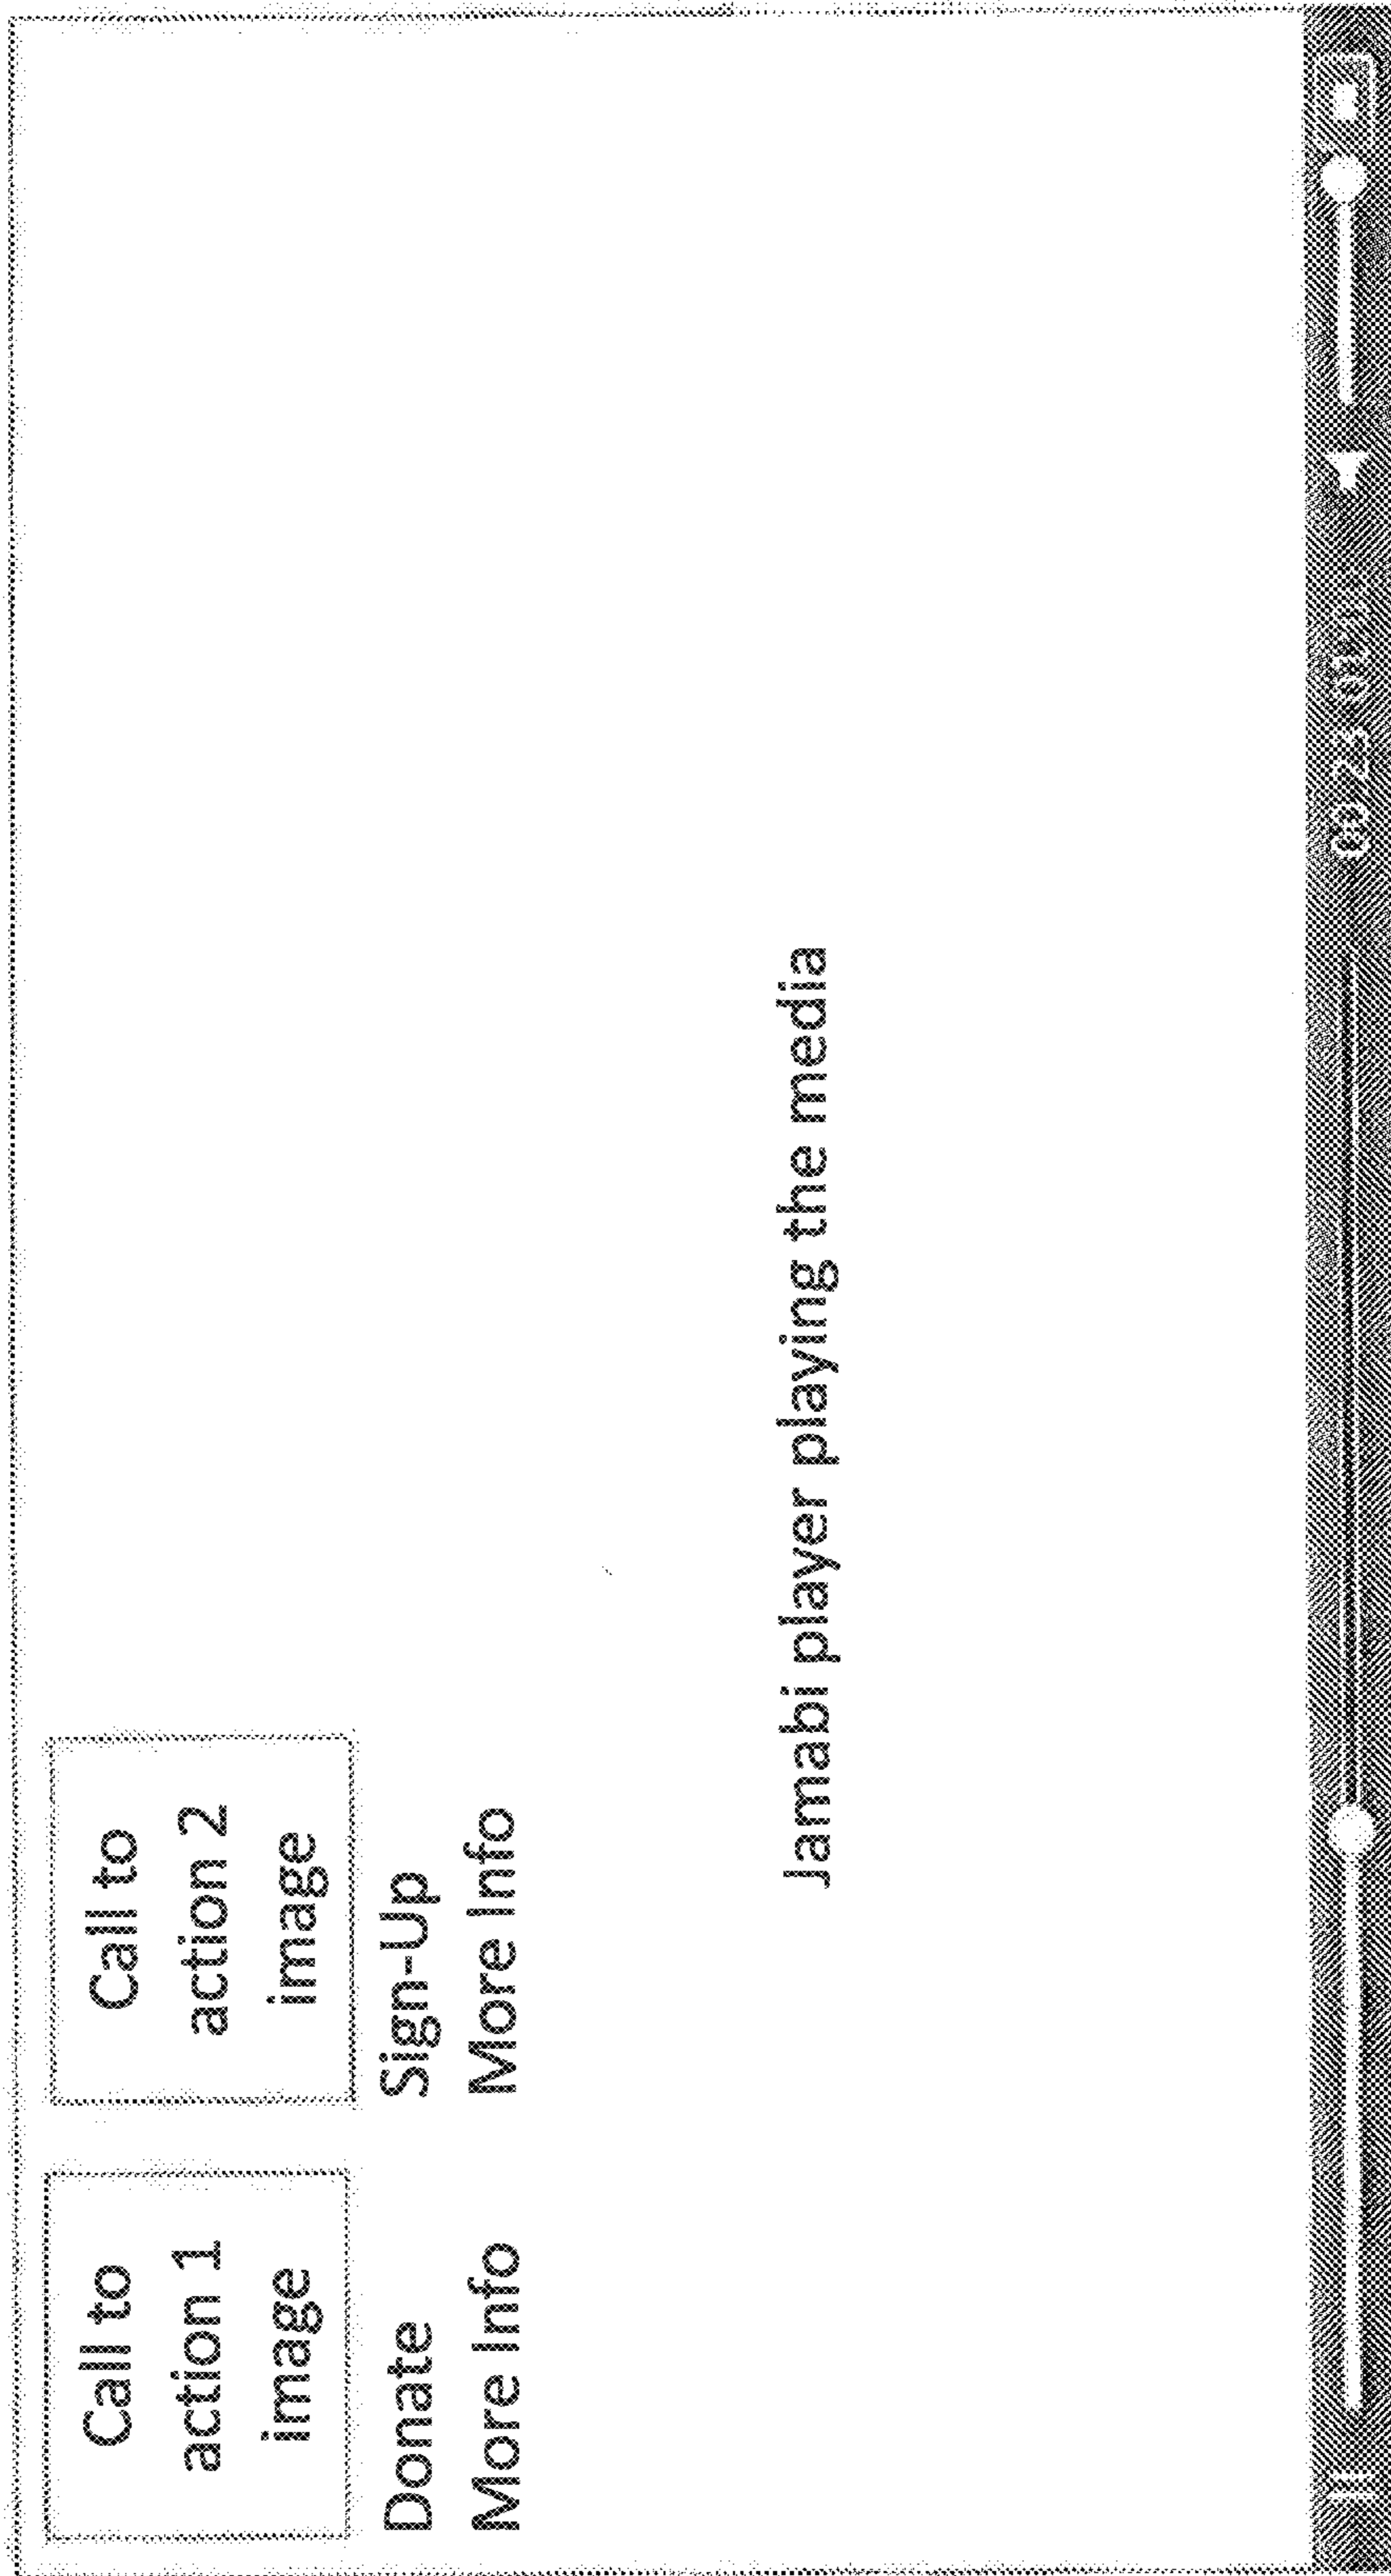 Call to
action 1
image
Donate
More Info
Call to
action 2
image
Sign-Up
More Info
Jamabi player playing the media